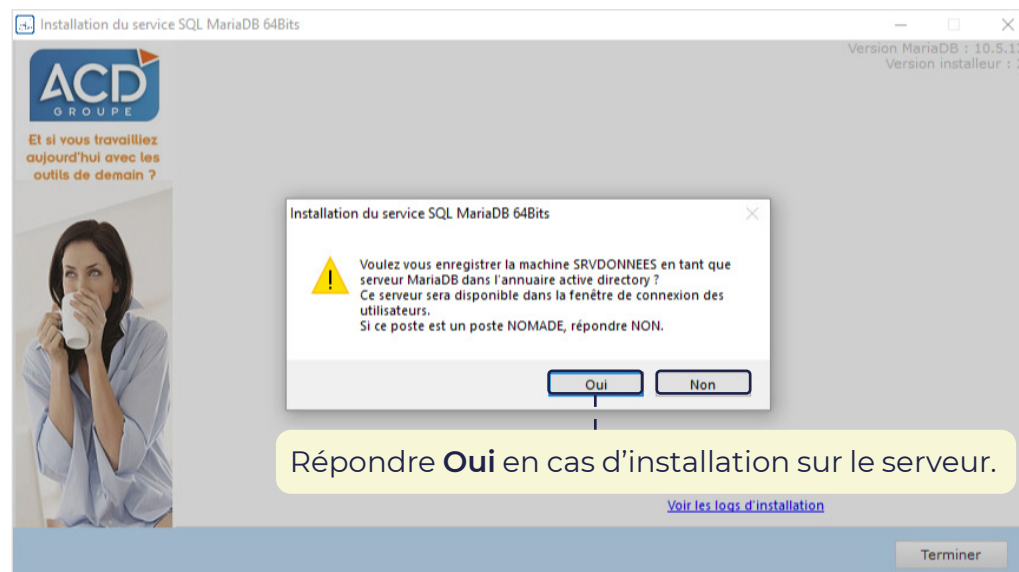 Installation du service SQL MariaDB 64Bits
Version MariaDB : 10.5.1
Version installeur :
ACD
GROUPE
Et si vous travailliez
aujourd'hui avec les
outils de demain ?
Installation du service SQL MariaDB 64Bits
Voulez vous enregistrer la machine SRVDONNEES en tant que
serveur MariaDB dans l'annuaire active directory ?
Ce serveur sera disponible dans la fenêtre de connexion des
utilisateurs.
Si ce poste est un poste NOMADE, répondre NON.
Oui Non
Répondre Oui en cas d'installation sur le serveur.
Voir les logs d'installation
Terminer